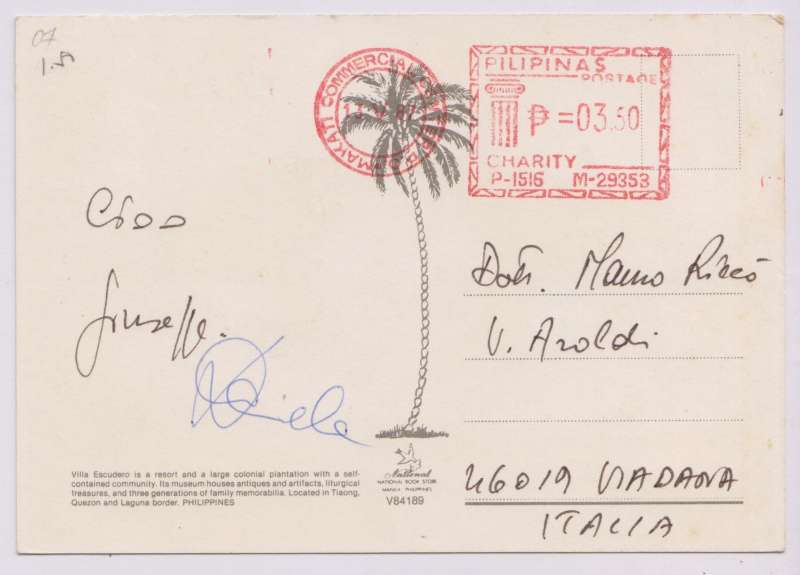 07
PILIPINAS
POSTAGE
₱=03.60
CHARITY
P-1516 M-29353
MAKATI COMMERCIAL
Ciao
Giuseppe.
Daniela
Dott. Mauro Ricco
V. Aroldi
46019 VIADANA
ITALIA
Villa Escudero is a resort and a large colonial plantation with a self-
contained community. Its museum houses antiques and artifacts, liturgical
treasures, and three generations of family memorabilia. Located in Tiaong,
Quezon and Laguna border. PHILIPPINES
National
NATIONAL BOOK STORE
MANILA PHILIPPINES
V84189